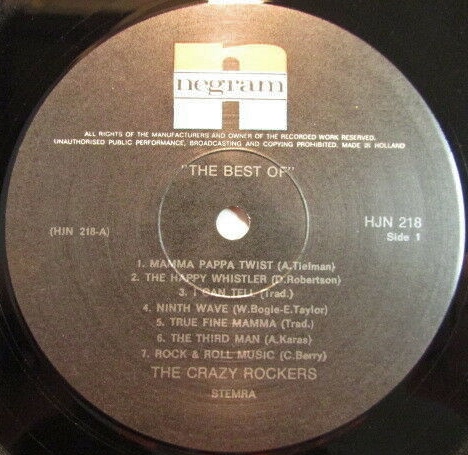 negram
ALL RIGHTS OF THE MANUFACTURERS AND OWNER OF THE RECORDED WORK RESERVED.
UNAUTHORISED PUBLIC PERFORMANCE, BROADCASTING AND COPYING PROHIBITED. MADE IN HOLLAND
"THE BEST OF"
(HJN 218-A)
HJN 218
Side 1
1. MAMMA PAPPA TWIST (A.Tielman)
2. THE HAPPY WHISTLER (D.Robertson)
3. I CAN TELL (Trad.)
4. NINTH WAVE (W.Bogle-E.Taylor)
5. TRUE FINE MAMMA (Trad.)
6. THE THIRD MAN (A.Karas)
7. ROCK & ROLL MUSIC (C.Berry)
THE CRAZY ROCKERS
STEMRA